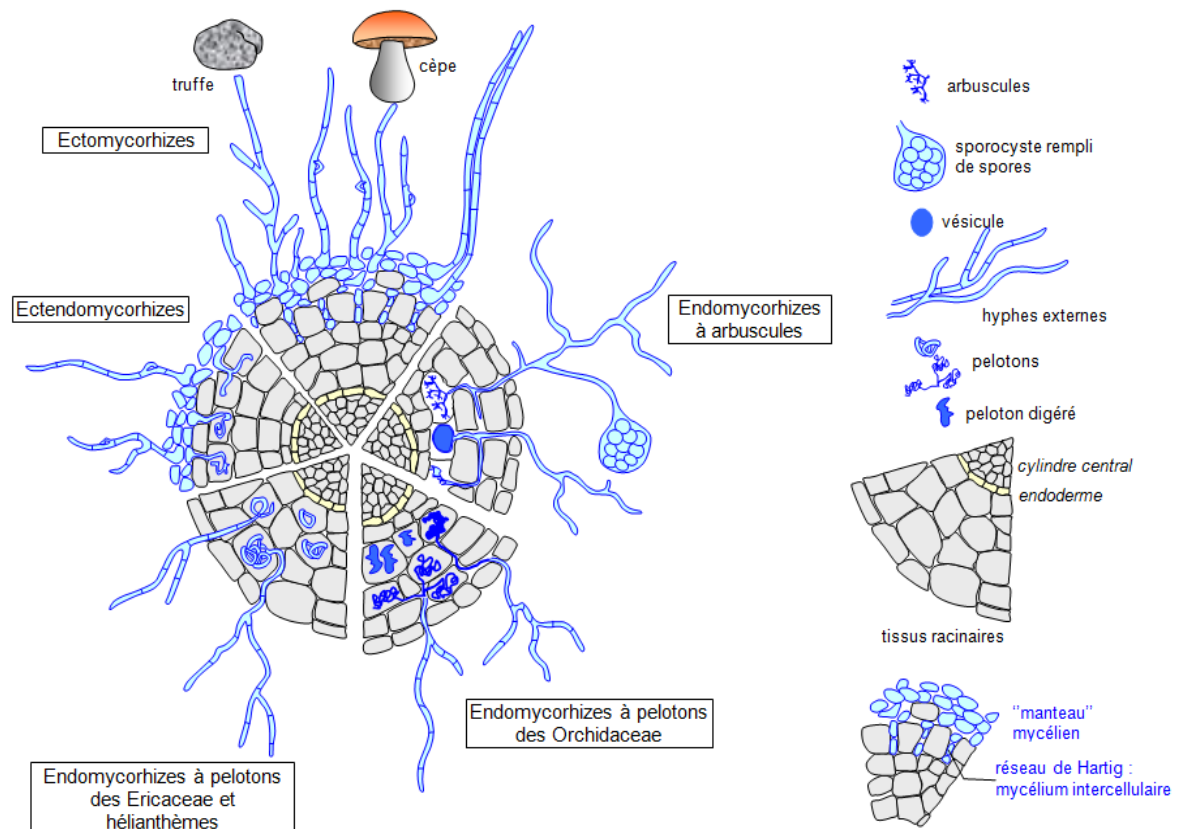 truffe
cèpe
Ectomycorhizes
Ectendomycorhizes
Endomycorhizes
à arbuscules
Endomycorhizes à pelotons
des Orchidaceae
Endomycorhizes à pelotons
des Ericaceae et
hélianthèmes
arbuscules
sporocyste rempli
de spores
vésicule
hyphes externes
pelotons
peloton digéré
cylindre central
endoderme
tissus racinaires
"manteau"
mycélien
réseau de Hartig :
mycélium intercellulaire